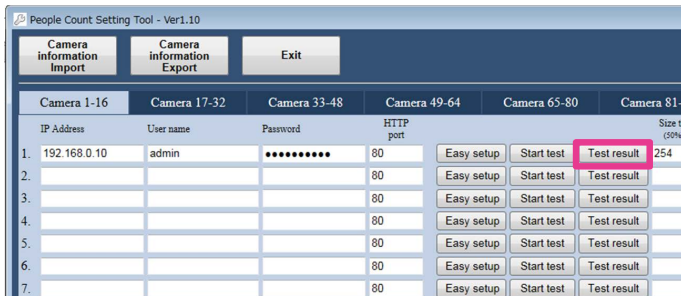 People Count Setting Tool - Ver1.10
Camera information Import Camera information Export Exit
Camera 1-16 Camera 17-32 Camera 33-48 Camera 49-64 Camera 65-80 Camera 81-
IP Address User name Password HTTP port Size t (50%
1. 192.168.0.10 admin ●●●●●●●●●● 80 Easy setup Start test Test result 254
2. 80 Easy setup Start test Test result
3. 80 Easy setup Start test Test result
4. 80 Easy setup Start test Test result
5. 80 Easy setup Start test Test result
6. 80 Easy setup Start test Test result
7. 80 Easy setup Start test Test result